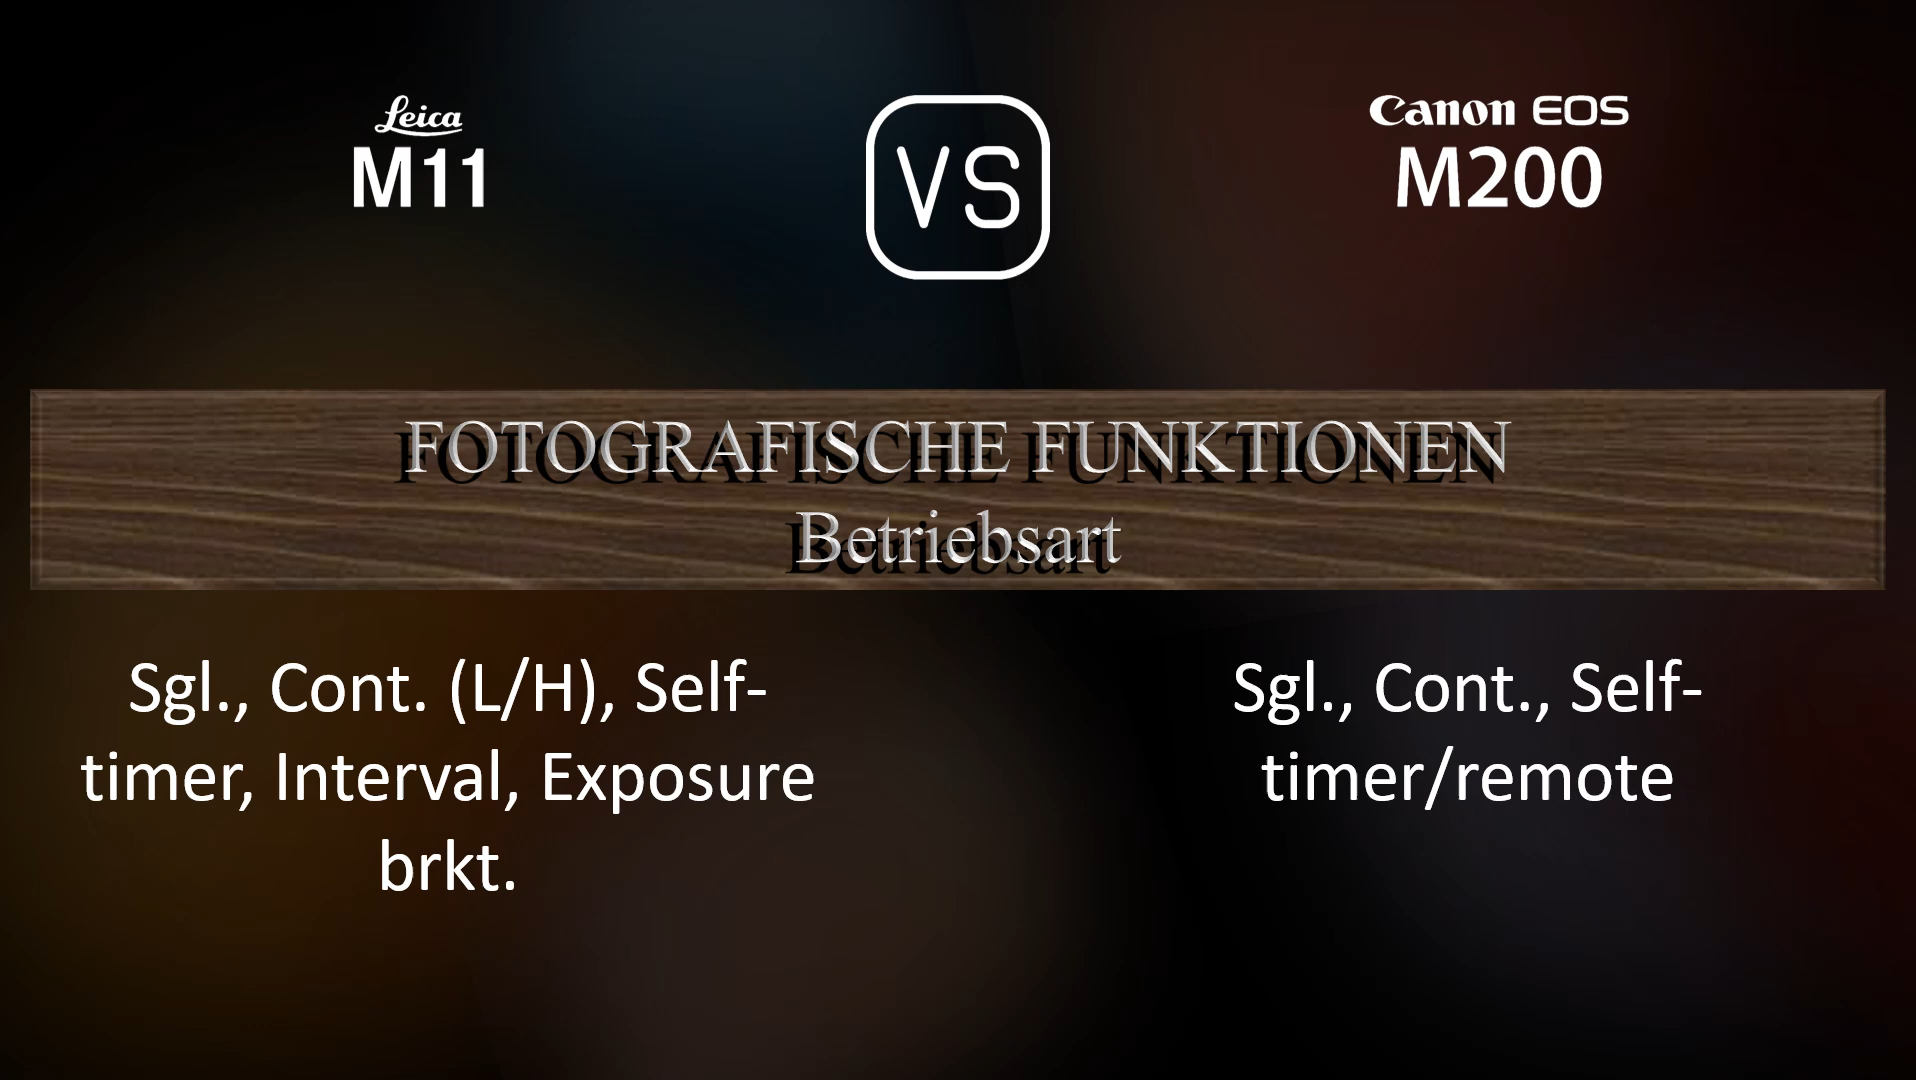 Leica
M11
VS
Canon EOS
M200
FOTOGRAFISCHE FUNKTIONEN
Betriebsart
Sgl., Cont. (L/H), Self-
timer, Interval, Exposure
brkt.
Sgl., Cont., Self-
timer/remote